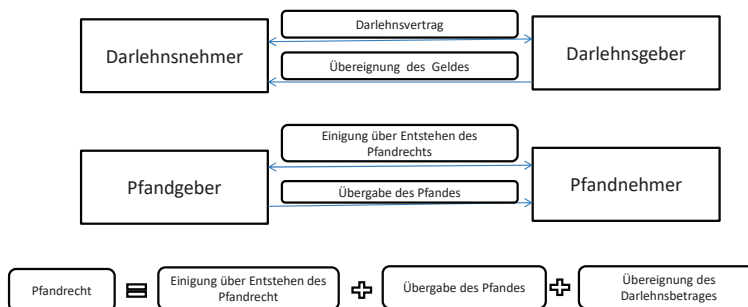 Darlehnsvertrag
Darlehnsnehmer
Darlehnsgeber
Übereignung des Geldes
Einigung über Entstehen des
Pfandrechts
Pfandgeber
Pfandnehmer
Übergabe des Pfandes
Pfandrecht
=
Einigung über Entstehen des
Pfandrecht
+
Übergabe des Pfandes
+
Übereignung des
Darlehnsbetrages